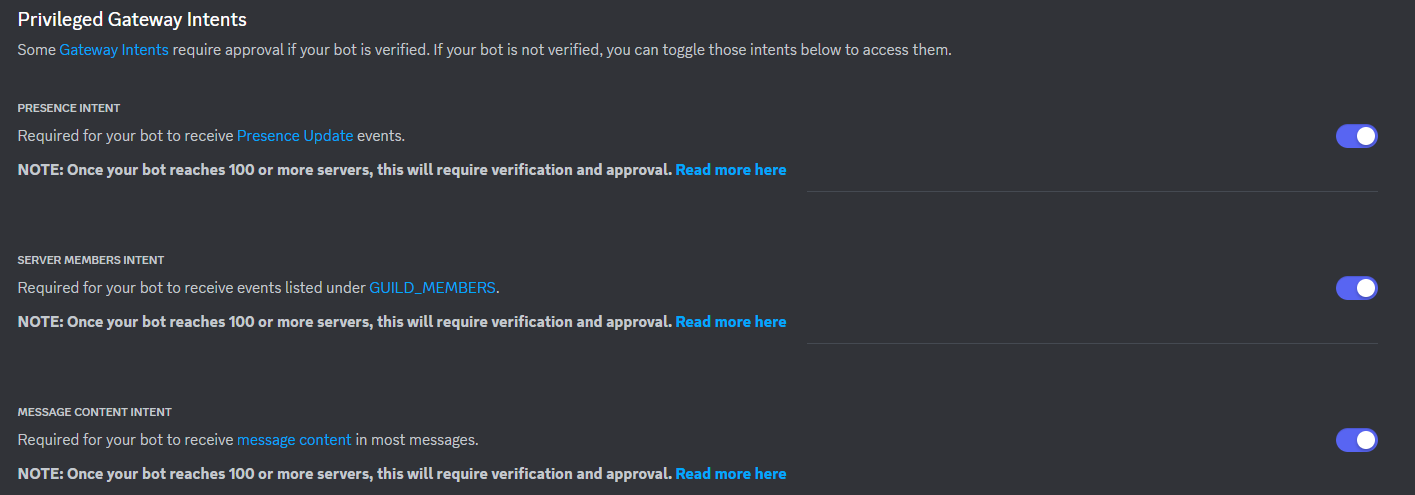 Privileged Gateway Intents
Some Gateway Intents require approval if your bot is verified. If your bot is not verified, you can toggle those intents below to access them.
PRESENCE INTENT
Required for your bot to receive Presence Update events.
NOTE: Once your bot reaches 100 or more servers, this will require verification and approval. Read more here
SERVER MEMBERS INTENT
Required for your bot to receive events listed under GUILD_MEMBERS.
NOTE: Once your bot reaches 100 or more servers, this will require verification and approval. Read more here
MESSAGE CONTENT INTENT
Required for your bot to receive message content in most messages.
NOTE: Once your bot reaches 100 or more servers, this will require verification and approval. Read more here